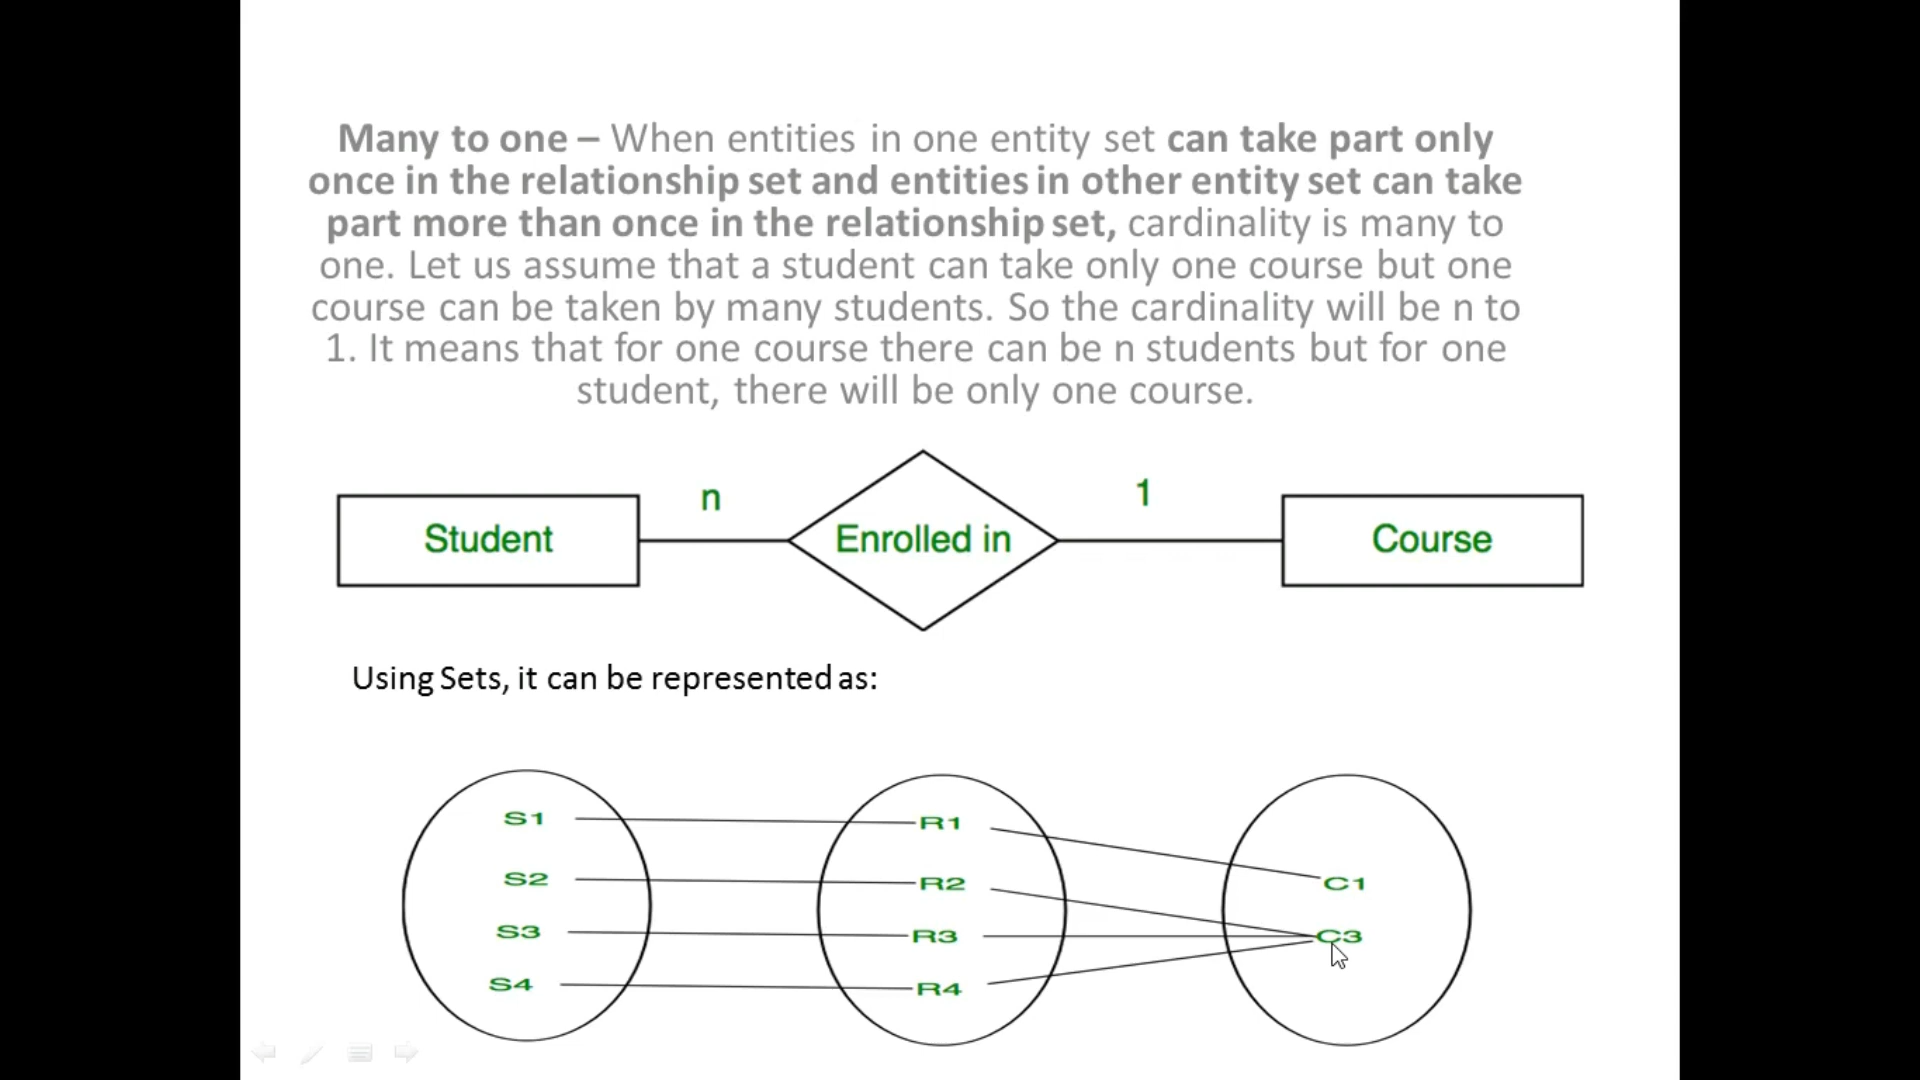 Many to one – When entities in one entity set can take part only
once in the relationship set and entities in other entity set can take
part more than once in the relationship set, cardinality is many to
one. Let us assume that a student can take only one course but one
course can be taken by many students. So the cardinality will be n to
1. It means that for one course there can be n students but for one
student, there will be only one course.
n
1
Student
Enrolled in
Course
Using Sets, it can be represented as:
S1
R1
S2
R2
C1
S3
R3
C3
S4
R4